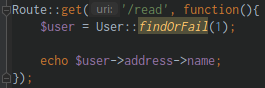 Route::get( uri: '/read', function(){
    $user = User::findOrFail(1);

    echo $user->address->name;
});